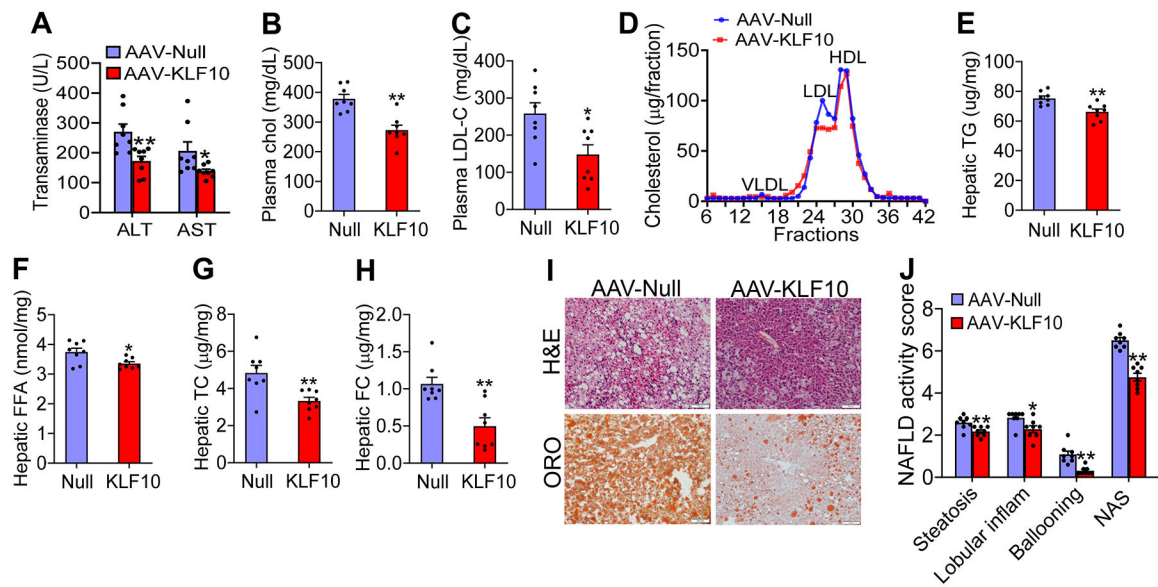 A
AAV-Null
AAV-KLF10
Transaminase (U/L)
500
400
300
200
100
0
**
*
ALT
AST
B
Plasma chol (mg/dL)
500
400
300
200
100
0
**
Null
KLF10
C
Plasma LDL-C (mg/dL)
500
400
300
200
100
0
*
Null
KLF10
D
AAV-Null
AAV-KLF10
Cholesterol (µg/fraction)
150
100
50
0
VLDL
LDL
HDL
6
12
18
24
30
36
42
Fractions
E
Hepatic TG (ug/mg)
100
80
60
40
20
0
**
Null
KLF10
F
Hepatic FFA (nmol/mg)
5
4
3
2
1
0
*
Null
KLF10
G
Hepatic TC (µg/mg)
8
6
4
2
0
**
Null
KLF10
H
Hepatic FC (µg/mg)
2.0
1.5
1.0
0.5
0.0
**
Null
KLF10
I
AAV-Null
AAV-KLF10
H&E
ORO
J
AAV-Null
AAV-KLF10
NAFLD activity score
8
6
4
2
0
**
*
**
**
Steatosis
Lobular inflam
Ballooning
NAS